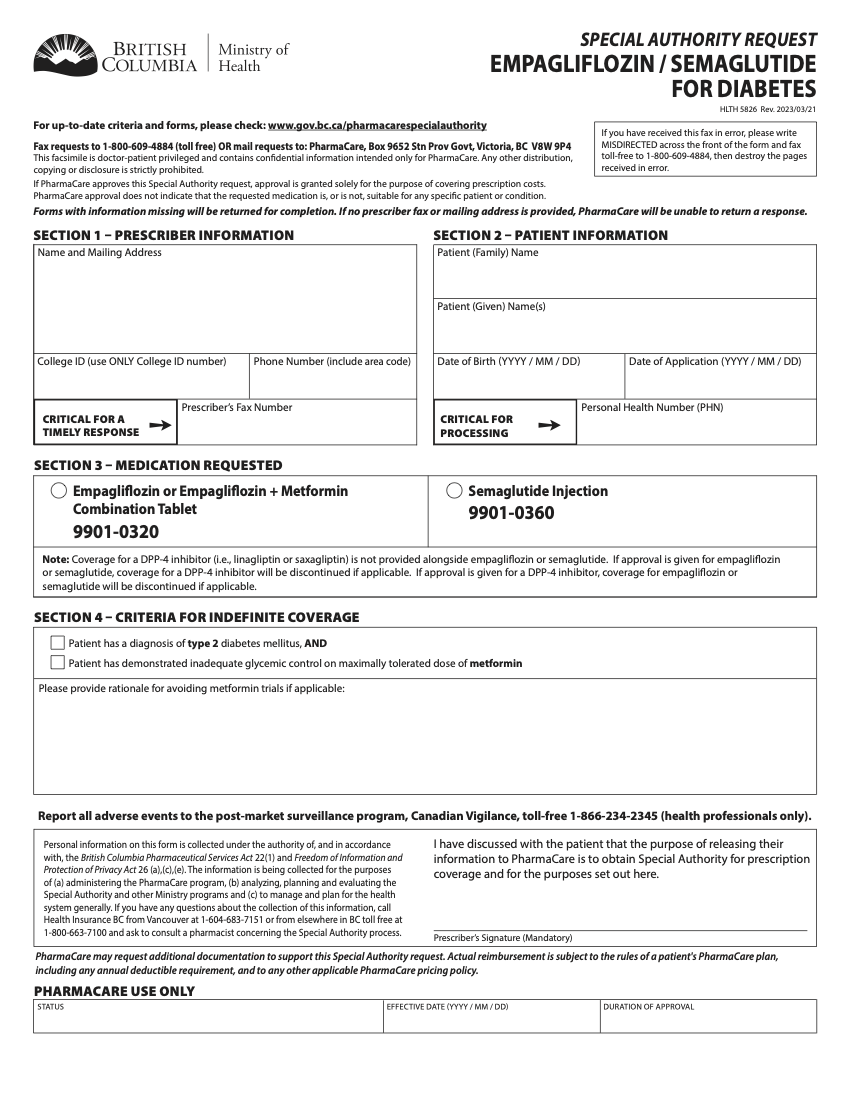 BRITISH COLUMBIA
Ministry of Health
SPECIAL AUTHORITY REQUEST
EMPAGLIFLOZIN / SEMAGLUTIDE
FOR DIABETES
HLTH 5826 Rev. 2023/03/21
For up-to-date criteria and forms, please check: www.gov.bc.ca/pharmacarespecialauthority
Fax requests to 1-800-609-4884 (toll free) OR mail requests to: PharmaCare, Box 9652 Stn Prov Govt, Victoria, BC V8W 9P4
This facsimile is doctor-patient privileged and contains confidential information intended only for PharmaCare. Any other distribution,
copying or disclosure is strictly prohibited.
If PharmaCare approves this Special Authority request, approval is granted solely for the purpose of covering prescription costs.
PharmaCare approval does not indicate that the requested medication is, or is not, suitable for any specific patient or condition.
If you have received this fax in error, please write
MISDIRECTED across the front of the form and fax
toll-free to 1-800-609-4884, then destroy the pages
received in error.
Forms with information missing will be returned for completion. If no prescriber fax or mailing address is provided, PharmaCare will be unable to return a response.
SECTION 1 – PRESCRIBER INFORMATION
Name and Mailing Address
College ID (use ONLY College ID number)
Phone Number (include area code)
CRITICAL FOR A
TIMELY RESPONSE
Prescriber's Fax Number
SECTION 2 – PATIENT INFORMATION
Patient (Family) Name
Patient (Given) Name(s)
Date of Birth (YYYY / MM / DD)
Date of Application (YYYY / MM / DD)
CRITICAL FOR
PROCESSING
Personal Health Number (PHN)
SECTION 3 – MEDICATION REQUESTED
Empagliflozin or Empagliflozin + Metformin
Combination Tablet
9901-0320
Semaglutide Injection
9901-0360
Note: Coverage for a DPP-4 inhibitor (i.e., linagliptin or saxagliptin) is not provided alongside empagliflozin or semaglutide. If approval is given for empagliflozin
or semaglutide, coverage for a DPP-4 inhibitor will be discontinued if applicable. If approval is given for a DPP-4 inhibitor, coverage for empagliflozin or
semaglutide will be discontinued if applicable.
SECTION 4 – CRITERIA FOR INDEFINITE COVERAGE
Patient has a diagnosis of type 2 diabetes mellitus, AND
Patient has demonstrated inadequate glycemic control on maximally tolerated dose of metformin
Please provide rationale for avoiding metformin trials if applicable:
Report all adverse events to the post-market surveillance program, Canadian Vigilance, toll-free 1-866-234-2345 (health professionals only).
Personal information on this form is collected under the authority of, and in accordance
with, the British Columbia Pharmaceutical Services Act 22(1) and Freedom of Information and
Protection of Privacy Act 26 (a),(c),(e). The information is being collected for the purposes
of (a) administering the PharmaCare program, (b) analyzing, planning and evaluating the
Special Authority and other Ministry programs and (c) to manage and plan for the health
system generally. If you have any questions about the collection of this information, call
Health Insurance BC from Vancouver at 1-604-683-7151 or from elsewhere in BC toll free at
1-800-663-7100 and ask to consult a pharmacist concerning the Special Authority process.
I have discussed with the patient that the purpose of releasing their
information to PharmaCare is to obtain Special Authority for prescription
coverage and for the purposes set out here.
Prescriber's Signature (Mandatory)
PharmaCare may request additional documentation to support this Special Authority request. Actual reimbursement is subject to the rules of a patient's PharmaCare plan,
including any annual deductible requirement, and to any other applicable PharmaCare pricing policy.
PHARMACARE USE ONLY
STATUS
EFFECTIVE DATE (YYYY / MM / DD)
DURATION OF APPROVAL